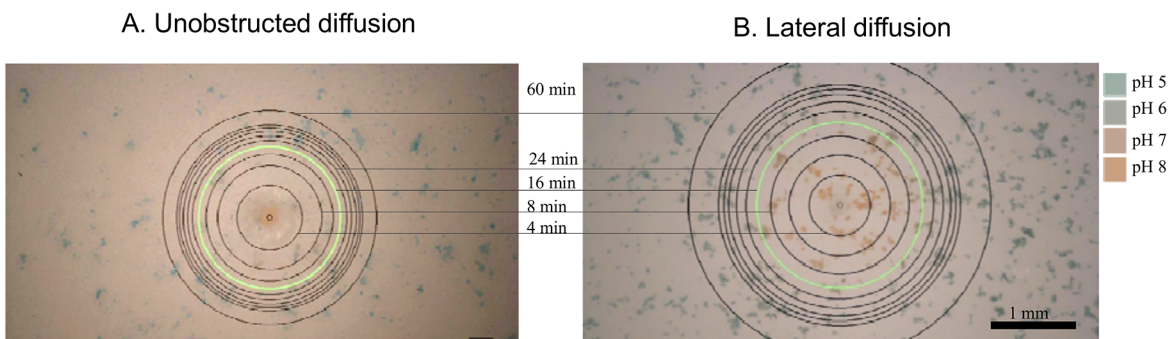 A. Unobstructed diffusion
B. Lateral diffusion
60 min
24 min
16 min
8 min
4 min
pH 5
pH 6
pH 7
pH 8
1 mm